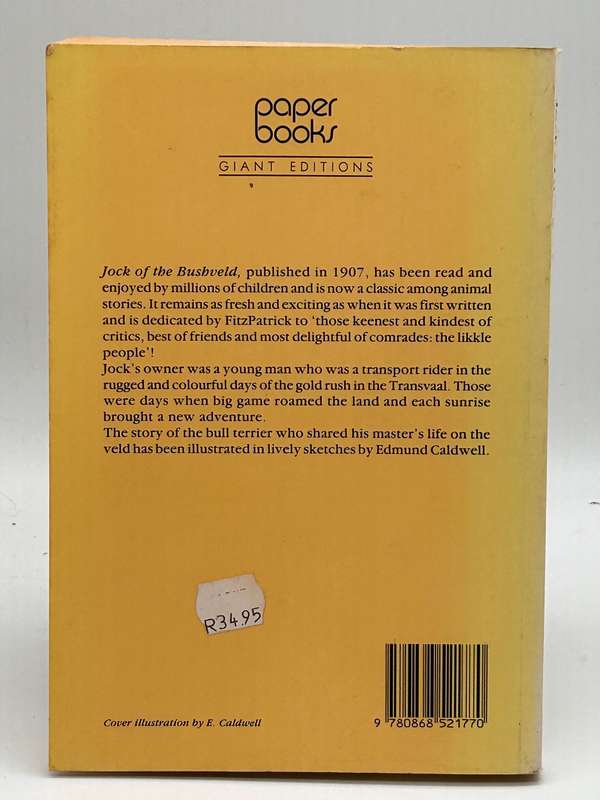 paper
books
GIANT EDITIONS
Jock of the Bushveld, published in 1907, has been read and
enjoyed by millions of children and is now a classic among animal
stories. It remains as fresh and exciting as when it was first written
and is dedicated by FitzPatrick to ‘those keenest and kindest of
critics, best of friends and most delightful of comrades: the likkle
people’!
Jock’s owner was a young man who was a transport rider in the
rugged and colourful days of the gold rush in the Transvaal. Those
were days when big game roamed the land and each sunrise
brought a new adventure.
The story of the bull terrier who shared his master’s life on the
veld has been illustrated in lively sketches by Edmund Caldwell.
R34.95
Cover illustration by E. Caldwell
9 780868 521770